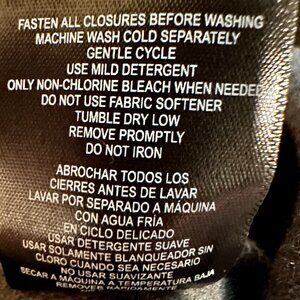 FASTEN ALL CLOSURES BEFORE WASHING
MACHINE WASH COLD SEPARATELY
GENTLE CYCLE
USE MILD DETERGENT
ONLY NON-CHLORINE BLEACH WHEN NEEDED
DO NOT USE FABRIC SOFTENER
TUMBLE DRY LOW
REMOVE PROMPTLY
DO NOT IRON
ABROCHAR TODOS LOS
CIERRES ANTES DE LAVAR
LAVAR POR SEPARADO A MÁQUINA
CON AGUA FRÍA
EN CICLO DELICADO
USAR DETERGENTE SUAVE
USAR SOLAMENTE BLANQUEADOR SIN
CLORO CUANDO SEA NECESARIO
NO USAR SUAVIZANTE
SECAR A MÁQUINA A TEMPERATURA BAJA
REMOVER RÁPIDAMENTE